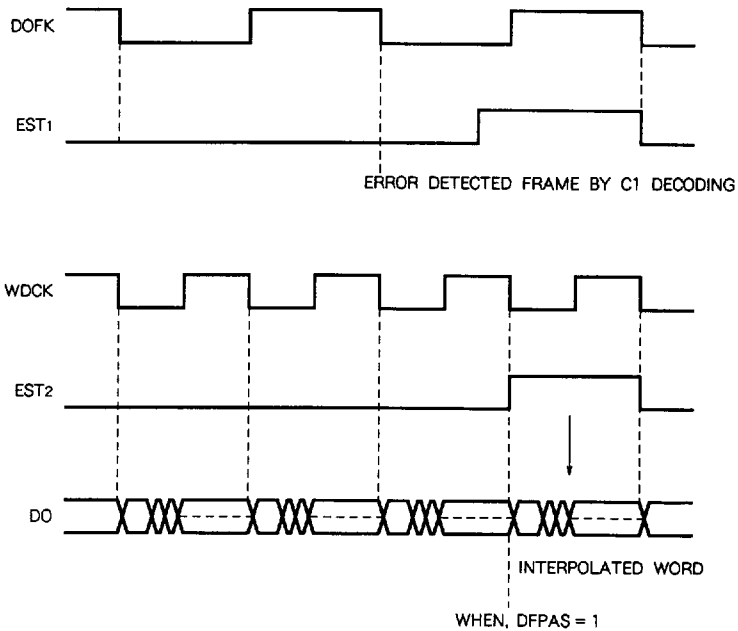 DOFK
EST1
ERROR DETECTED FRAME BY C1 DECODING
WDCK
EST2
DO
INTERPOLATED WORD
WHEN, DFPAS = 1